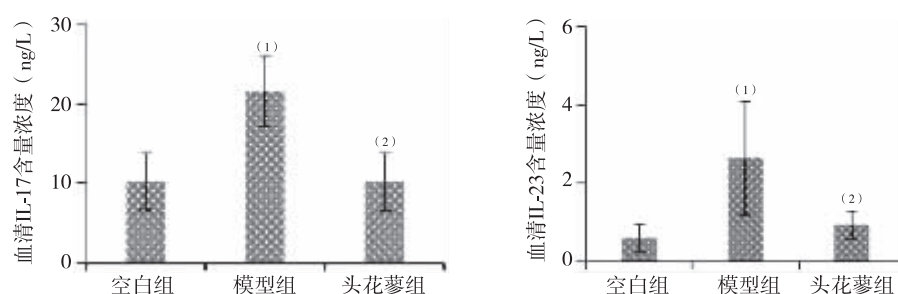 血清IL-17含量浓度（ng/L）
30
20
10
0
(1)
(2)
空白组
模型组
头花蓼组
血清IL-23含量浓度（ng/L）
6
4
2
0
(1)
(2)
空白组
模型组
头花蓼组